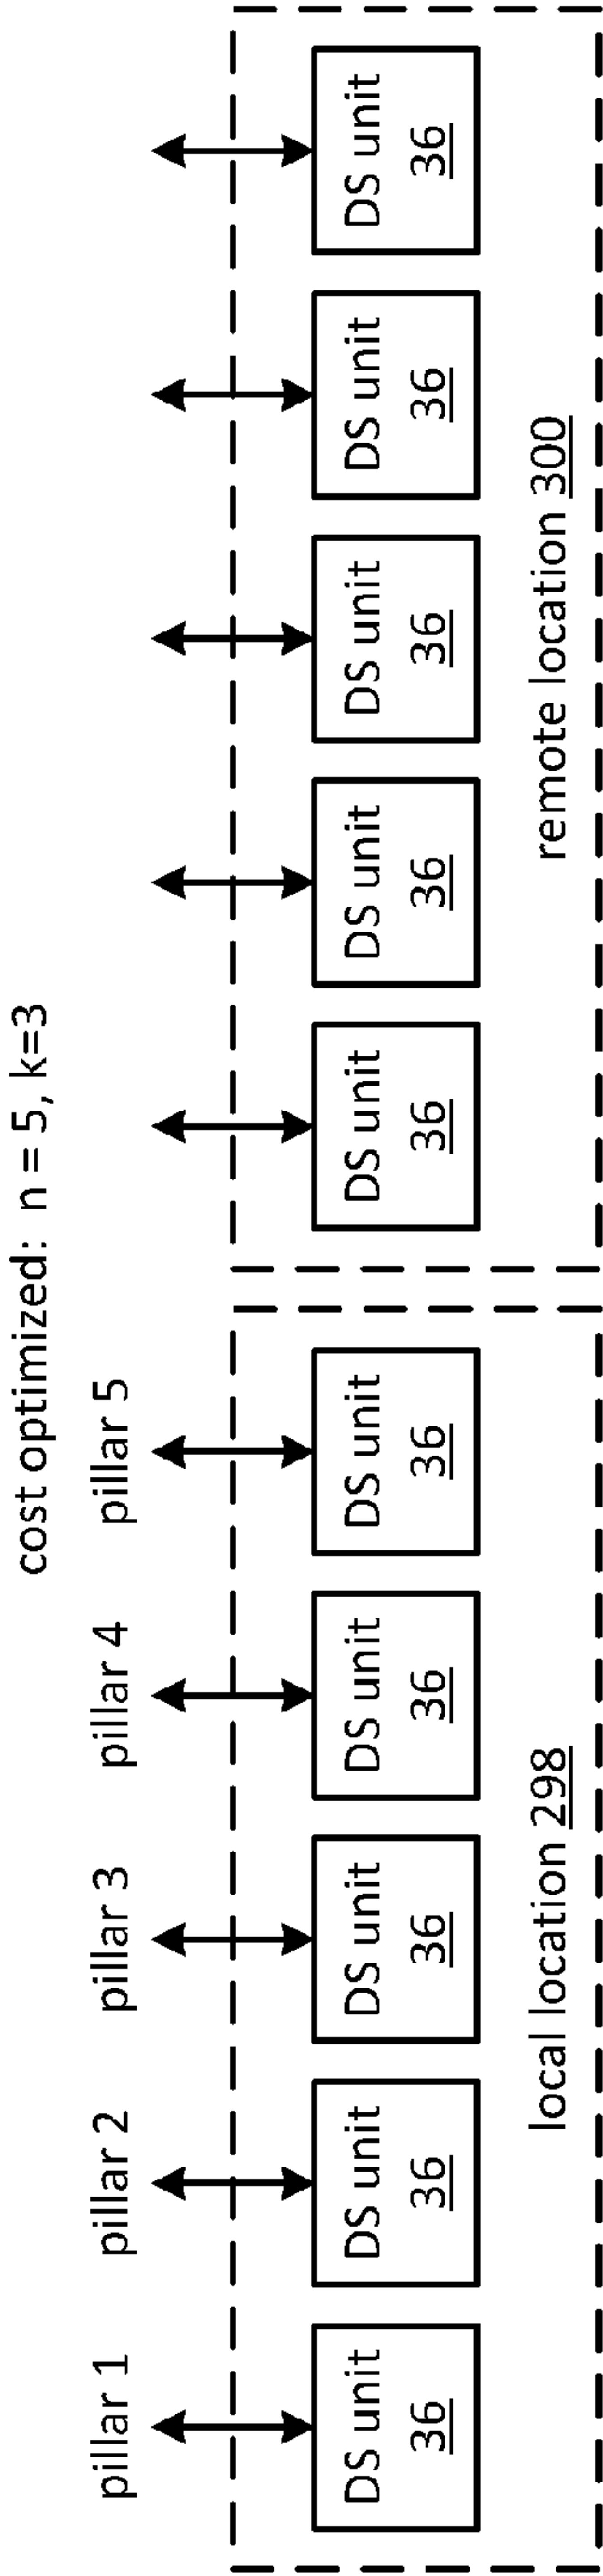 cost optimized: n = 5, k=3
pillar 1
pillar 2
pillar 3
pillar 4
pillar 5
DS unit
36
DS unit
36
DS unit
36
DS unit
36
DS unit
36
DS unit
36
DS unit
36
DS unit
36
DS unit
36
DS unit
36
local location 298
remote location 300